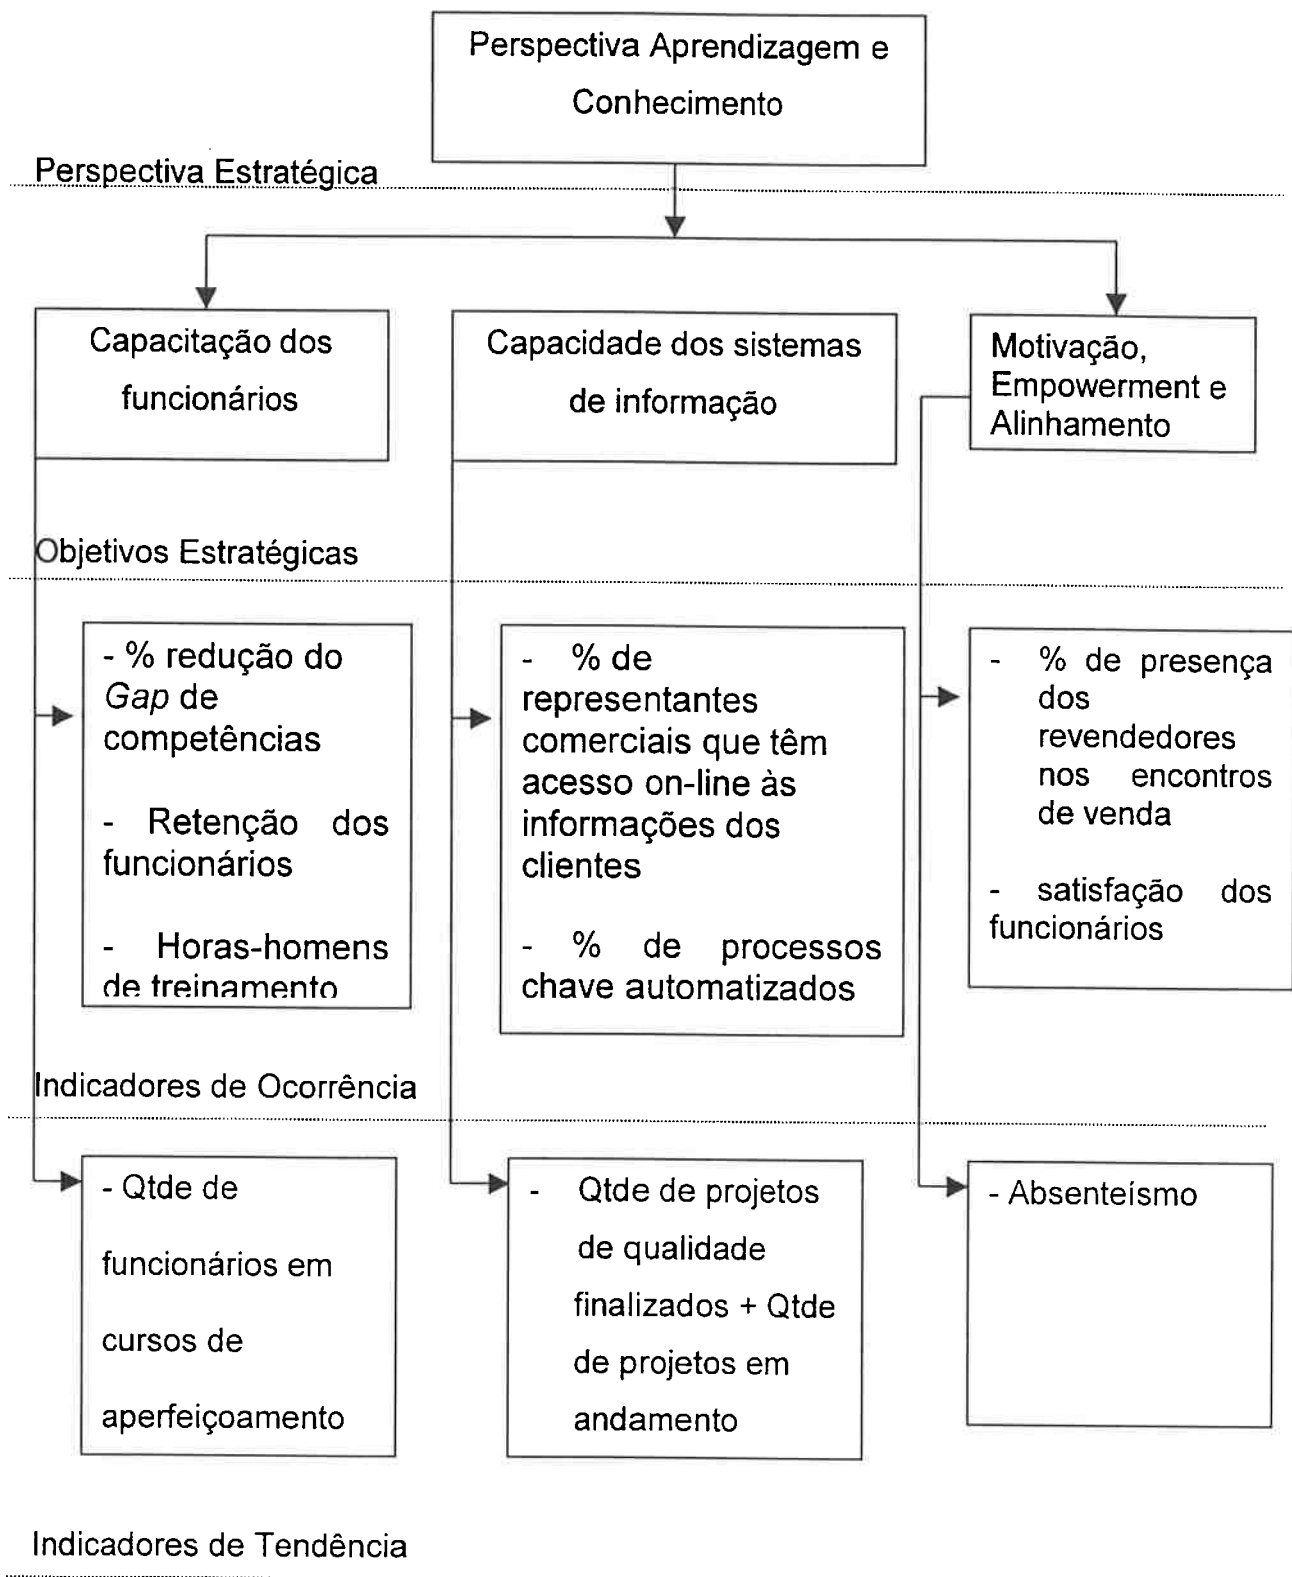 Perspectiva Aprendizagem e
Conhecimento
Perspectiva Estratégica
Capacitação dos
funcionários
Capacidade dos sistemas
de informação
Motivação,
Empowerment e
Alinhamento
Objetivos Estratégicas
- % redução do
Gap de
competências
- Retenção dos
funcionários
- Horas-homens
de treinamento
- % de
representantes
comerciais que têm
acesso on-line às
informações dos
clientes
- % de processos
chave automatizados
- % de presença
dos
revendedores
nos encontros
de venda
- satisfação dos
funcionários
Indicadores de Ocorrência
- Qtde de
funcionários em
cursos de
aperfeiçoamento
- Qtde de projetos
de qualidade
finalizados + Qtde
de projetos em
andamento
- Absenteísmo
Indicadores de Tendência